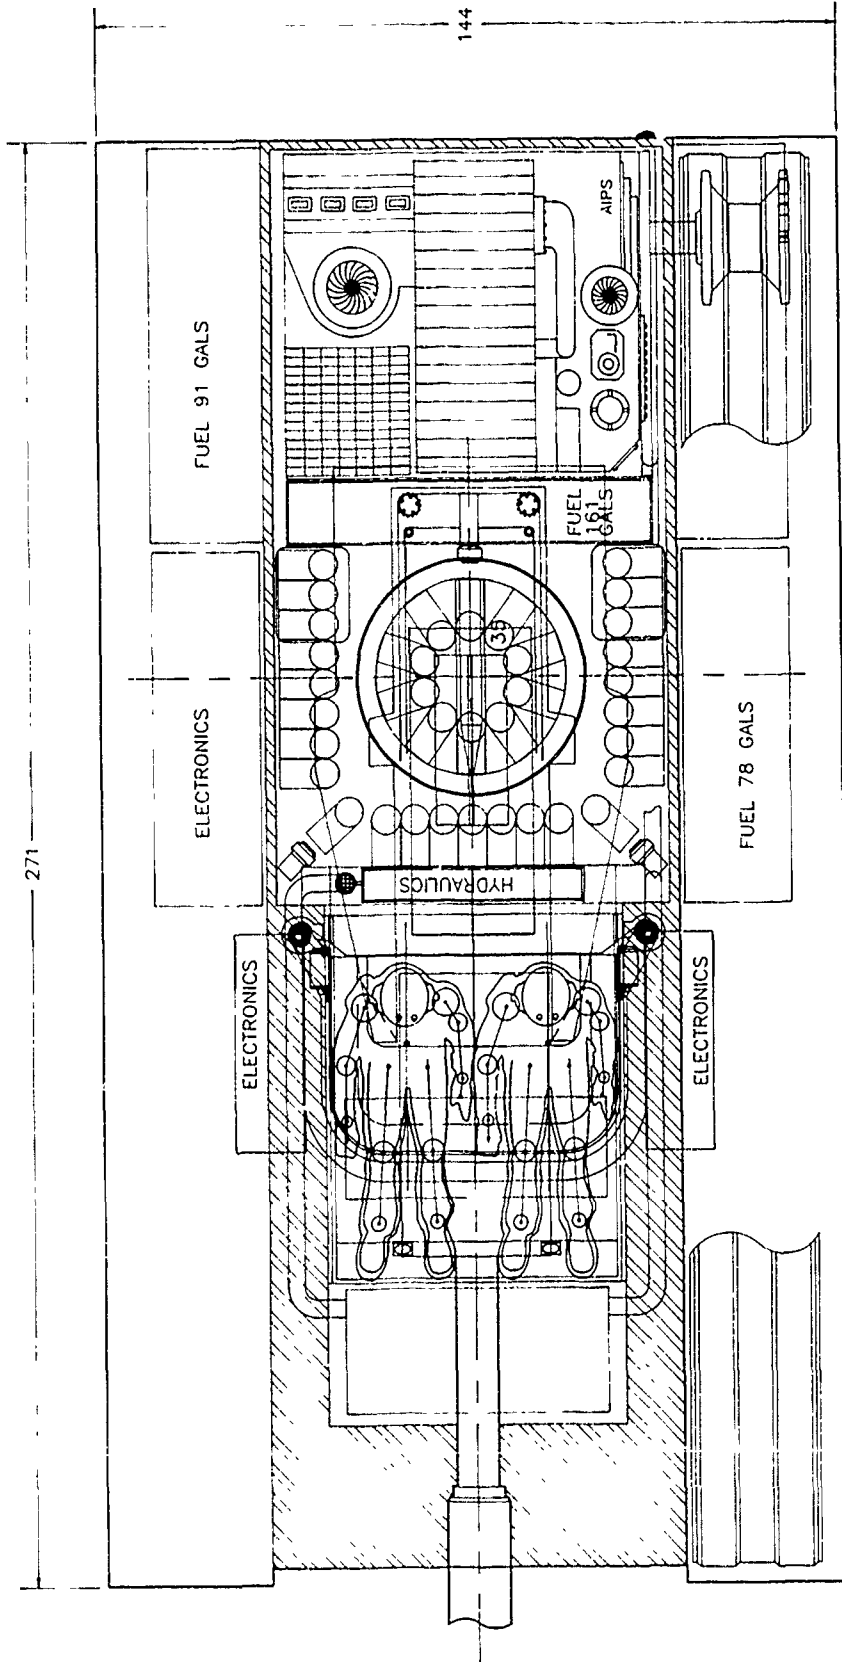 144
271
FUEL 91 GALS
AIPS
FUEL
161
GALS
35
ELECTRONICS
FUEL 78 GALS
HYDRAULICS
ELECTRONICS
ELECTRONICS